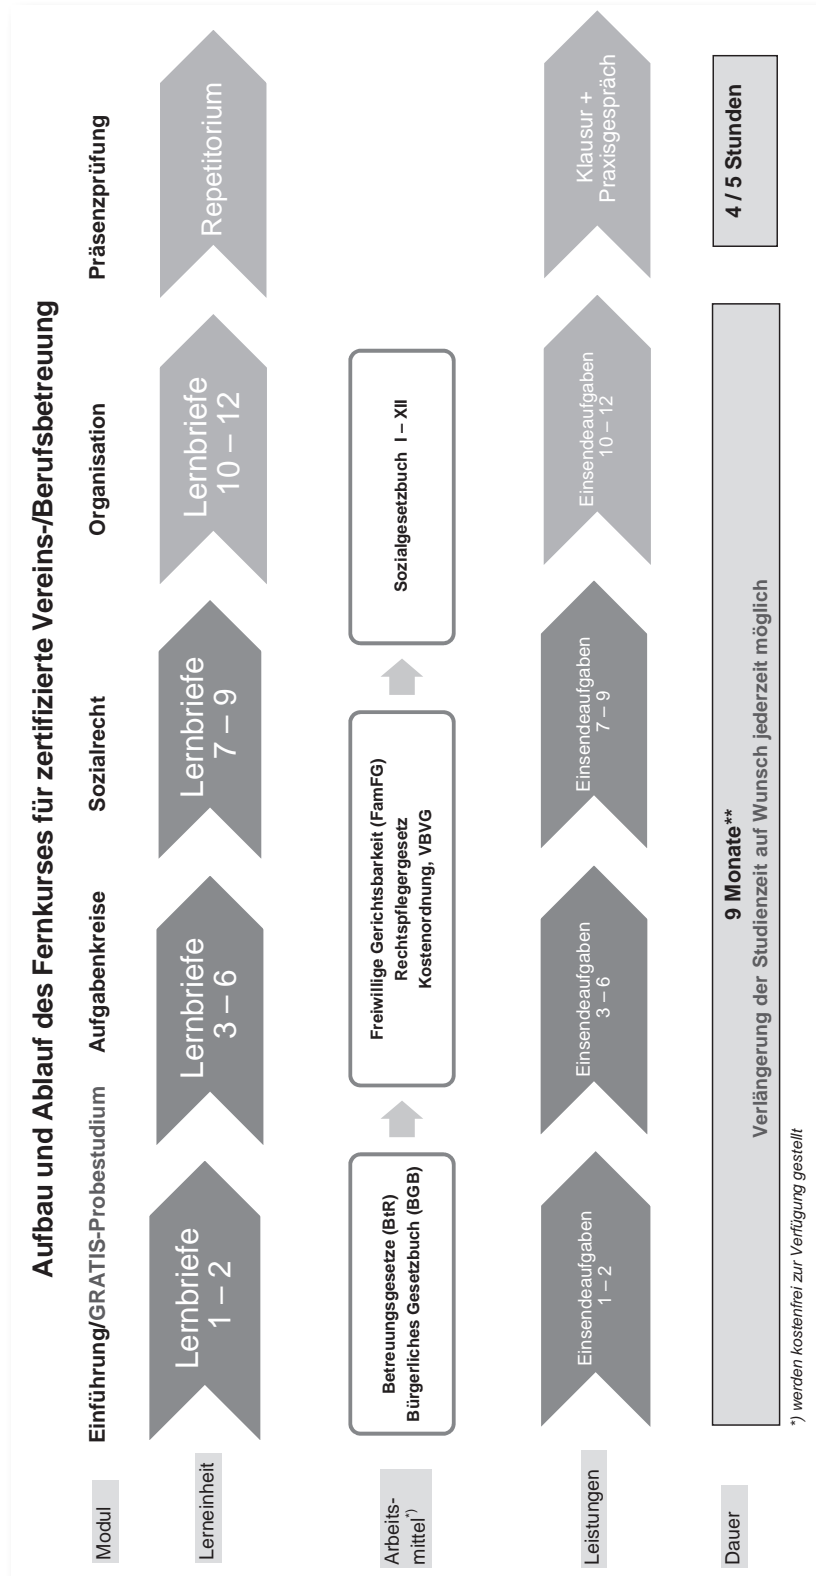 Aufbau und Ablauf des Fernkurses für zertifizierte Vereins-/Berufsbetreuung
Modul
Einführung/GRATIS-Probestudium
Aufgabenkreise
Sozialrecht
Organisation
Präsenzprüfung
Lerneinheit
Lernbriefe
1 – 2
Lernbriefe
3 – 6
Lernbriefe
7 – 9
Lernbriefe
10 – 12
Repetitorium
Arbeits-
mittel*)
Betreuungsgesetze (BtR)
Bürgerliches Gesetzbuch (BGB)
Freiwillige Gerichtsbarkeit (FamFG)
Rechtspflegergesetz
Kostenordnung, VBVG
Sozialgesetzbuch I – XII
Leistungen
Einsendeaufgaben
1 – 2
Einsendeaufgaben
3 – 6
Einsendeaufgaben
7 – 9
Einsendeaufgaben
10 – 12
Klausur +
Praxisgespräch
Dauer
9 Monate**
Verlängerung der Studienzeit auf Wunsch jederzeit möglich
4 / 5 Stunden
*) werden kostenfrei zur Verfügung gestellt